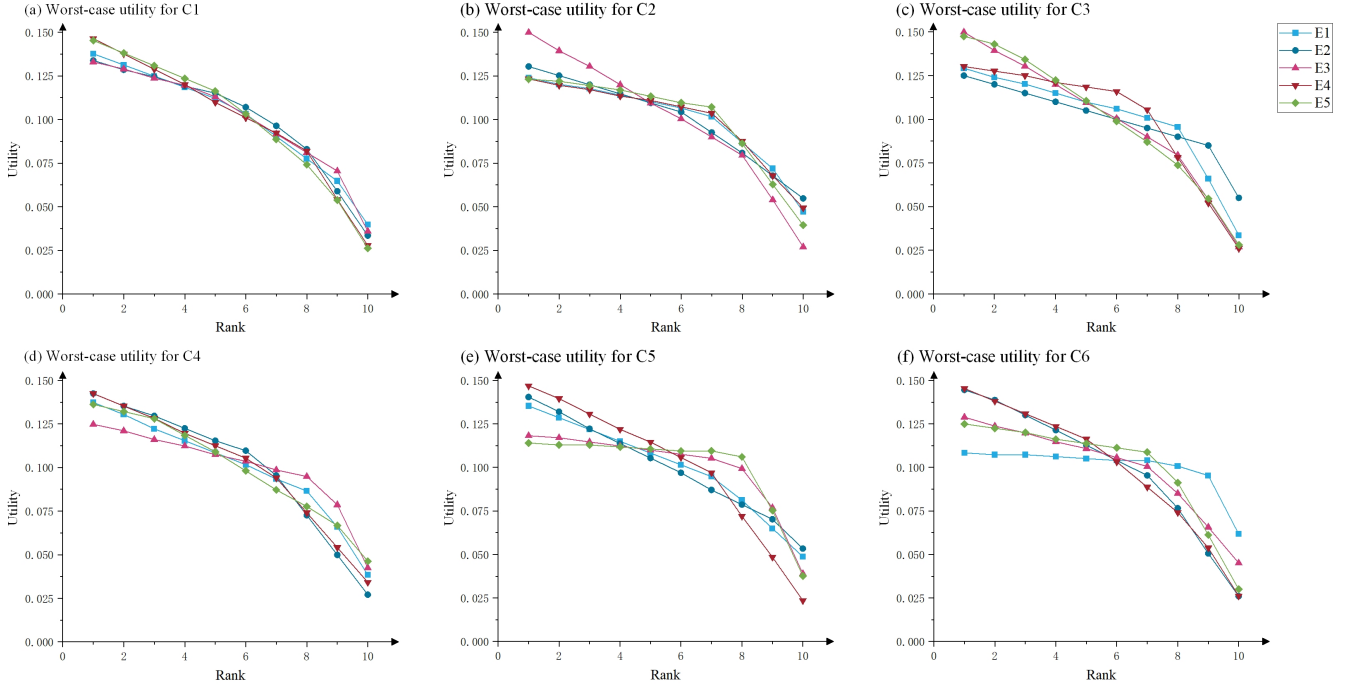 (a) Worst-case utility for C1
0.150
0.125
0.100
0.075
0.050
0.025
0.000
Utility
0 2 4 6 8 10
Rank
(b) Worst-case utility for C2
0.150
0.125
0.100
0.075
0.050
0.025
0.000
Utility
0 2 4 6 8 10
Rank
(c) Worst-case utility for C3
0.150
0.125
0.100
0.075
0.050
0.025
0.000
Utility
0 2 4 6 8 10
Rank
E1
E2
E3
E4
E5
(d) Worst-case utility for C4
0.150
0.125
0.100
0.075
0.050
0.025
0.000
Utility
0 2 4 6 8 10
Rank
(e) Worst-case utility for C5
0.150
0.125
0.100
0.075
0.050
0.025
0.000
Utility
0 2 4 6 8 10
Rank
(f) Worst-case utility for C6
0.150
0.125
0.100
0.075
0.050
0.025
0.000
Utility
0 2 4 6 8 10
Rank